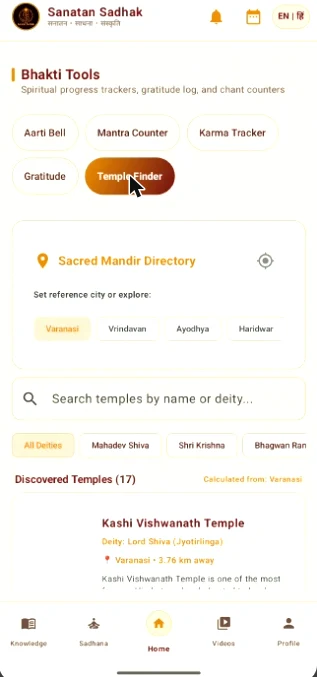 Sanatan Sadhak
सनातन • साधना • संस्कृति
EN | हिं
Bhakti Tools
Spiritual progress trackers, gratitude log, and chant counters
Aarti Bell
Mantra Counter
Karma Tracker
Gratitude
Temple Finder
Sacred Mandir Directory
Set reference city or explore:
Varanasi
Vrindavan
Ayodhya
Haridwar
Search temples by name or deity...
All Deities
Mahadev Shiva
Shri Krishna
Bhagwan Ran
Discovered Temples (17)
Calculated from: Varanasi
Kashi Vishwanath Temple
Deity: Lord Shiva (Jyotirlinga)
Varanasi • 3.76 km away
Kashi Vishwanath Temple is one of the most
Knowledge
Sadhana
Home
Videos
Profile